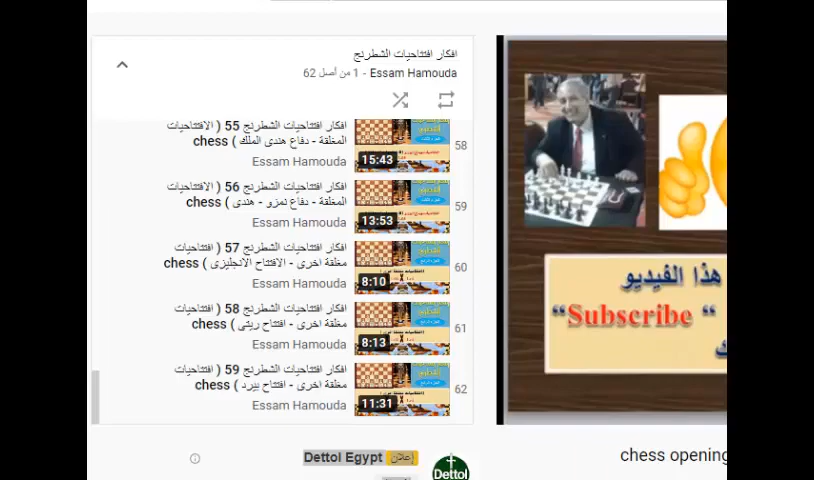 افكار افتتاحيات الشطرنج
Essam Hamouda - 1 من أصل 62
افكار افتتاحيات الشطرنج 55 ( الافتتاحيات
المغلقة - دفاع هندى الملك ) chess
Essam Hamouda
15:43
58
افكار افتتاحيات الشطرنج 56 ( الافتتاحيات
المغلقة - دفاع نمزو - هندى ) chess
Essam Hamouda
13:53
59
افكار افتتاحيات الشطرنج 57 ( افتتاحيات
مغلقة اخرى - الافتتاح الانجليزى ) chess
Essam Hamouda
8:10
60
افكار افتتاحيات الشطرنج 58 ( افتتاحيات
مغلقة اخرى - افتتاح ريتى ) chess
Essam Hamouda
8:13
61
افكار افتتاحيات الشطرنج 59 ( افتتاحيات
مغلقة اخرى - افتتاح بيرد ) chess
Essam Hamouda
11:31
62
هذا الفيديو
“ Subscribe “
chess opening
إعلان Dettol Egypt
Dettol